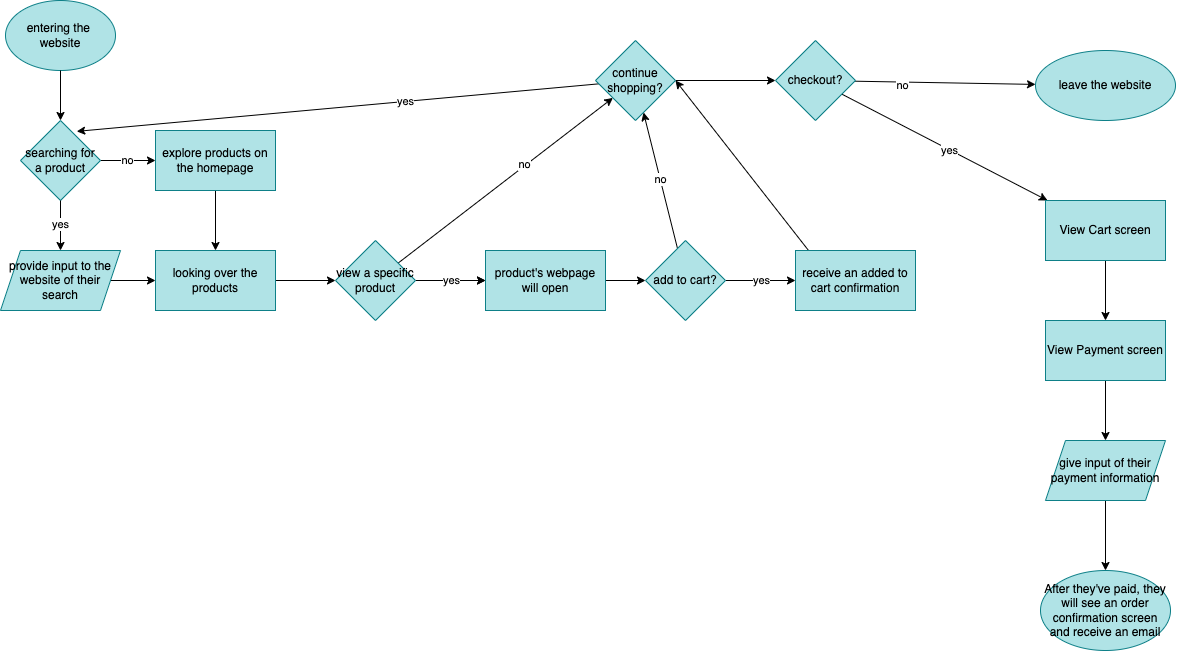 entering the
website
continue
shopping?
checkout?
no
leave the website
yes
searching for
a product
no
explore products on
the homepage
no
no
yes
yes
View Cart screen
provide input to the
website of their
search
looking over the
products
view a specific
product
yes
product's webpage
will open
add to cart?
yes
receive an added to
cart confirmation
View Payment screen
give input of their
payment information
After they've paid, they
will see an order
confirmation screen
and receive an email